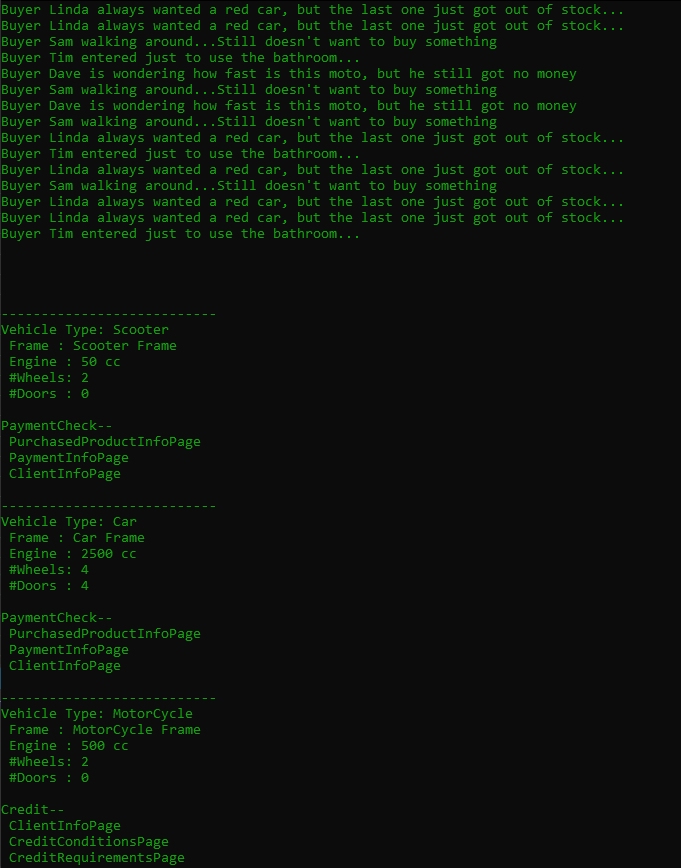 Buyer Linda always wanted a red car, but the last one just got out of stock...
Buyer Linda always wanted a red car, but the last one just got out of stock...
Buyer Sam walking around...Still doesn't want to buy something
Buyer Tim entered just to use the bathroom...
Buyer Dave is wondering how fast is this moto, but he still got no money
Buyer Sam walking around...Still doesn't want to buy something
Buyer Dave is wondering how fast is this moto, but he still got no money
Buyer Sam walking around...Still doesn't want to buy something
Buyer Linda always wanted a red car, but the last one just got out of stock...
Buyer Tim entered just to use the bathroom...
Buyer Linda always wanted a red car, but the last one just got out of stock...
Buyer Sam walking around...Still doesn't want to buy something
Buyer Linda always wanted a red car, but the last one just got out of stock...
Buyer Linda always wanted a red car, but the last one just got out of stock...
Buyer Tim entered just to use the bathroom...
---------------------------
Vehicle Type: Scooter
 Frame : Scooter Frame
 Engine : 50 cc
 #Wheels: 2
 #Doors : 0
PaymentCheck--
 PurchasedProductInfoPage
 PaymentInfoPage
 ClientInfoPage
---------------------------
Vehicle Type: Car
 Frame : Car Frame
 Engine : 2500 cc
 #Wheels: 4
 #Doors : 4
PaymentCheck--
 PurchasedProductInfoPage
 PaymentInfoPage
 ClientInfoPage
---------------------------
Vehicle Type: MotorCycle
 Frame : MotorCycle Frame
 Engine : 500 cc
 #Wheels: 2
 #Doors : 0
Credit--
 ClientInfoPage
 CreditConditionsPage
 CreditRequirementsPage